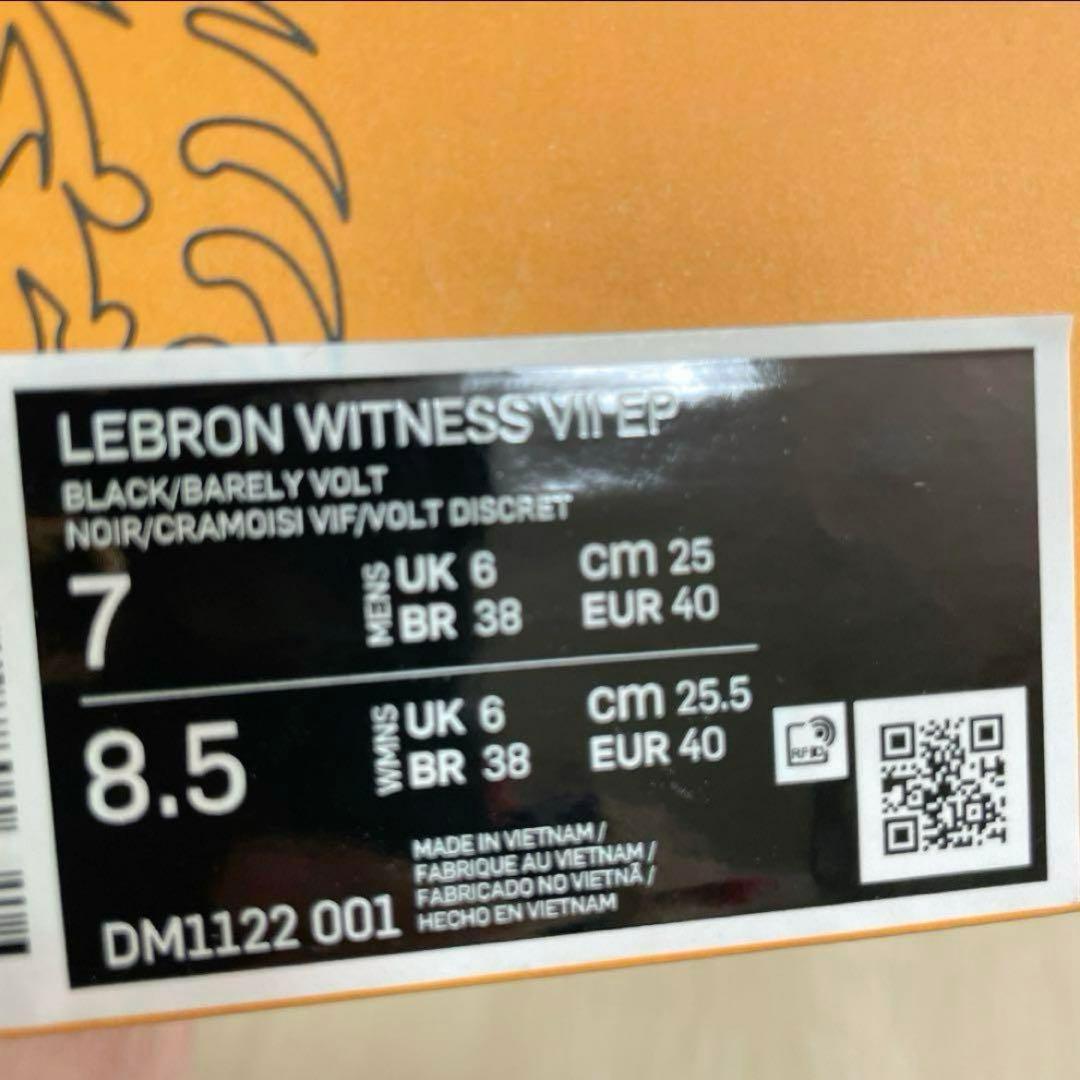 LEBRON WITNESS VII EP
BLACK/BARELY VOLT
NOIR/CRAMOISI VIF/VOLT DISCRET
7
MENS UK 6 cm 25
BR 38 EUR 40
8.5
WMNS UK 6 cm 25.5
BR 38 EUR 40
RFID
MADE IN VIETNAM /
FABRIQUE AU VIETNAM /
FABRICADO NO VIETNÃ /
HECHO EN VIETNAM
DM1122 001